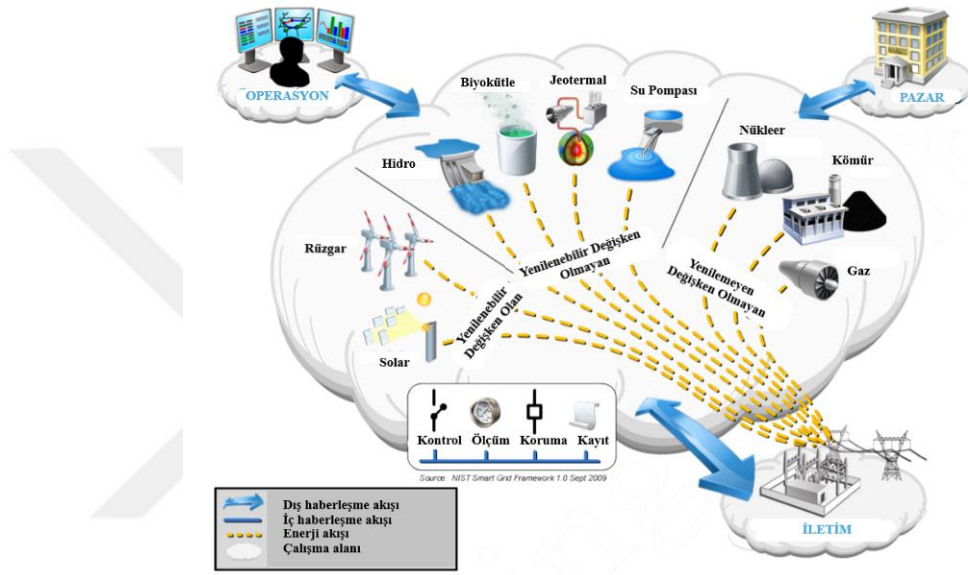 OPERASYON
PAZAR
MARKET
Biyokütle
Jeotermal
Su Pompası
Hidro
Nükleer
Kömür
Rüzgar
Gaz
Solar
Yenilenebilir
Değişken Olan
Yenilenebilir Değişken
Olmayan
Yenilemeyen
Değişken Olmayan
Kontrol Ölçüm Koruma Kayıt
Source: NIST Smart Grid Framework 1.0 Sept 2009
İLETİM
Dış haberleşme akışı
İç haberleşme akışı
Enerji akışı
Çalışma alanı